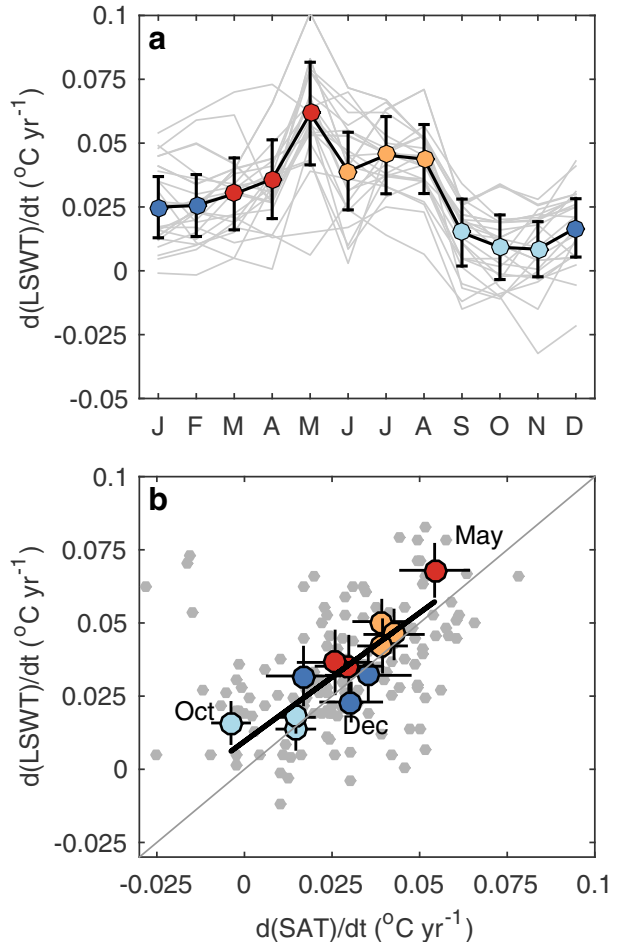 a
0.1
0.075
0.05
0.025
0
-0.025
-0.05
d(LSWT)/dt (°C yr⁻¹)
J F M A M J J A S O N D
b
0.1
0.075
0.05
0.025
0
-0.025
d(LSWT)/dt (°C yr⁻¹)
May
Oct
Dec
-0.025 0 0.025 0.05 0.075 0.1
d(SAT)/dt (°C yr⁻¹)